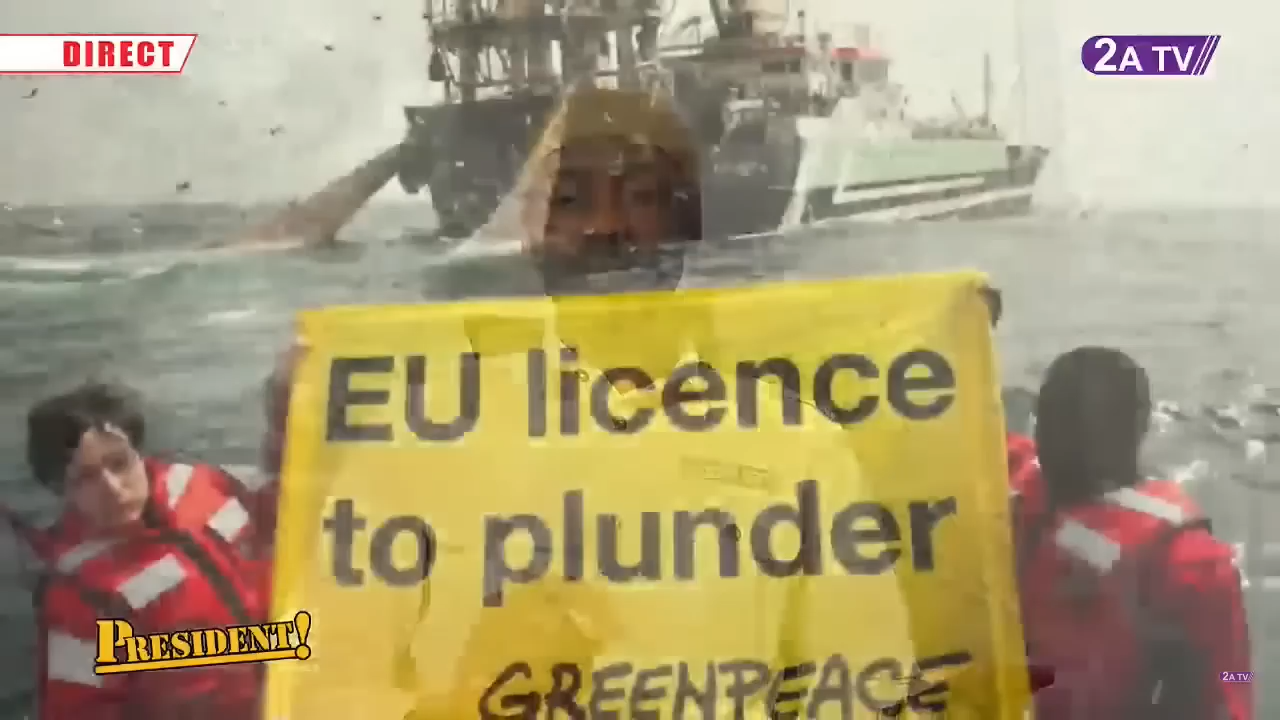 DIRECT
2A TV
EU licence
to plunder
GREENPEACE
PRESIDENT!
2A TV